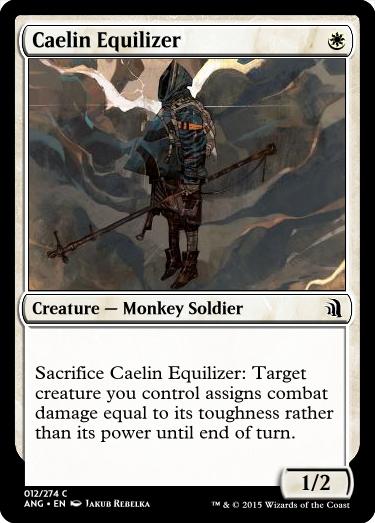 Caelin Equilizer
Creature — Monkey Soldier
Sacrifice Caelin Equilizer: Target
creature you control assigns combat
damage equal to its toughness rather
than its power until end of turn.
1/2
012/274 C
ANG • EN Jakub Rebelka
™ & © 2015 Wizards of the Coast